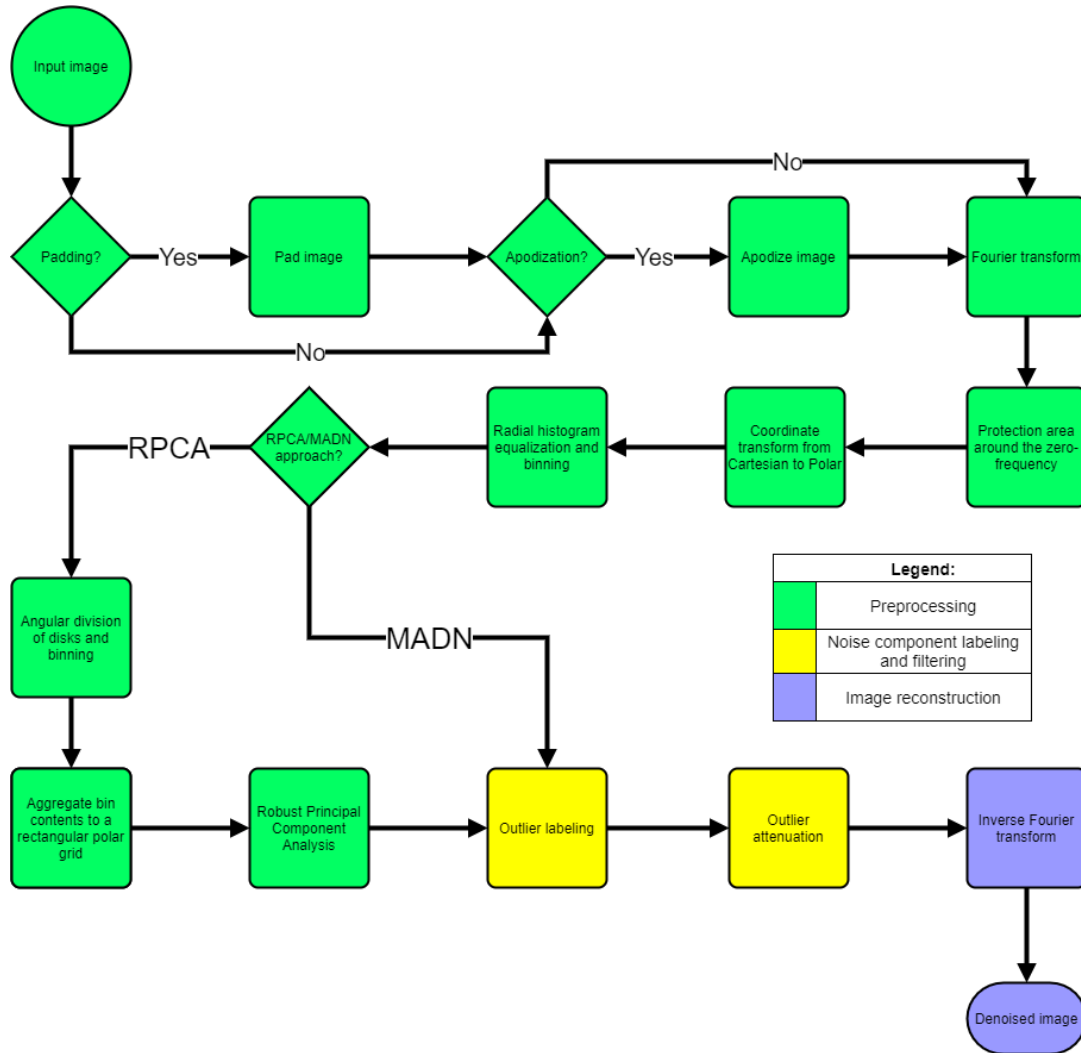 Input image
No
Padding?
Yes
Pad image
Apodization?
Yes
Apodize image
Fourier transform
No
RPCA
RPCA/MADN
approach?
Radial histogram
equalization and
binning
Coordinate
transform from
Cartesian to Polar
Protection area
around the zero-
frequency
Angular division
of disks and
binning
MADN
Legend:
Preprocessing
Noise component labeling
and filtering
Image reconstruction
Aggregate bin
contents to a
rectangular polar
grid
Robust Principal
Component
Analysis
Outlier labeling
Outlier
attenuation
Inverse Fourier
transform
Denoised image